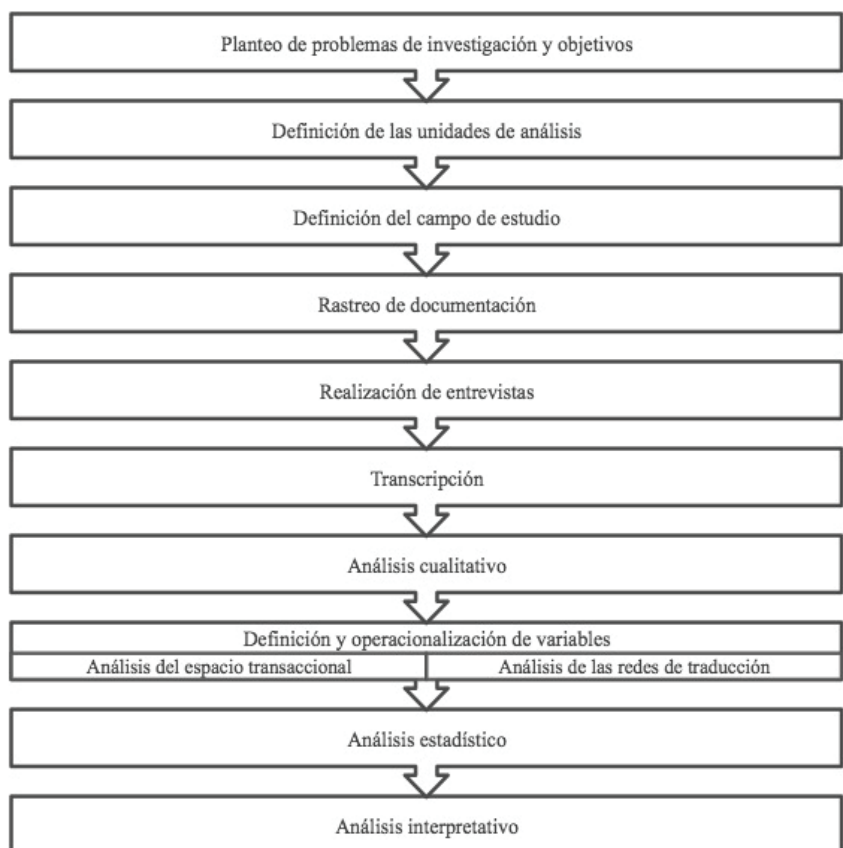 Planteo de problemas de investigación y objetivos
Definición de las unidades de análisis
Definición del campo de estudio
Rastreo de documentación
Realización de entrevistas
Transcripción
Análisis cualitativo
Definición y operacionalización de variables
Análisis del espacio transaccional
Análisis de las redes de traducción
Análisis estadístico
Análisis interpretativo